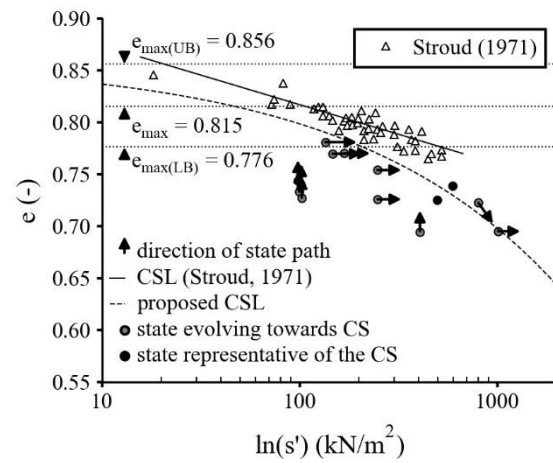 0.90
e_max(UB) = 0.856
Stroud (1971)
0.85
0.80
e_max = 0.815
e_max(LB) = 0.776
0.75
e (-)
0.70
direction of state path
CSL (Stroud, 1971)
0.65
proposed CSL
0.60
state evolving towards CS
state representative of the CS
0.55
10
100
1000
ln(s') (kN/m²)